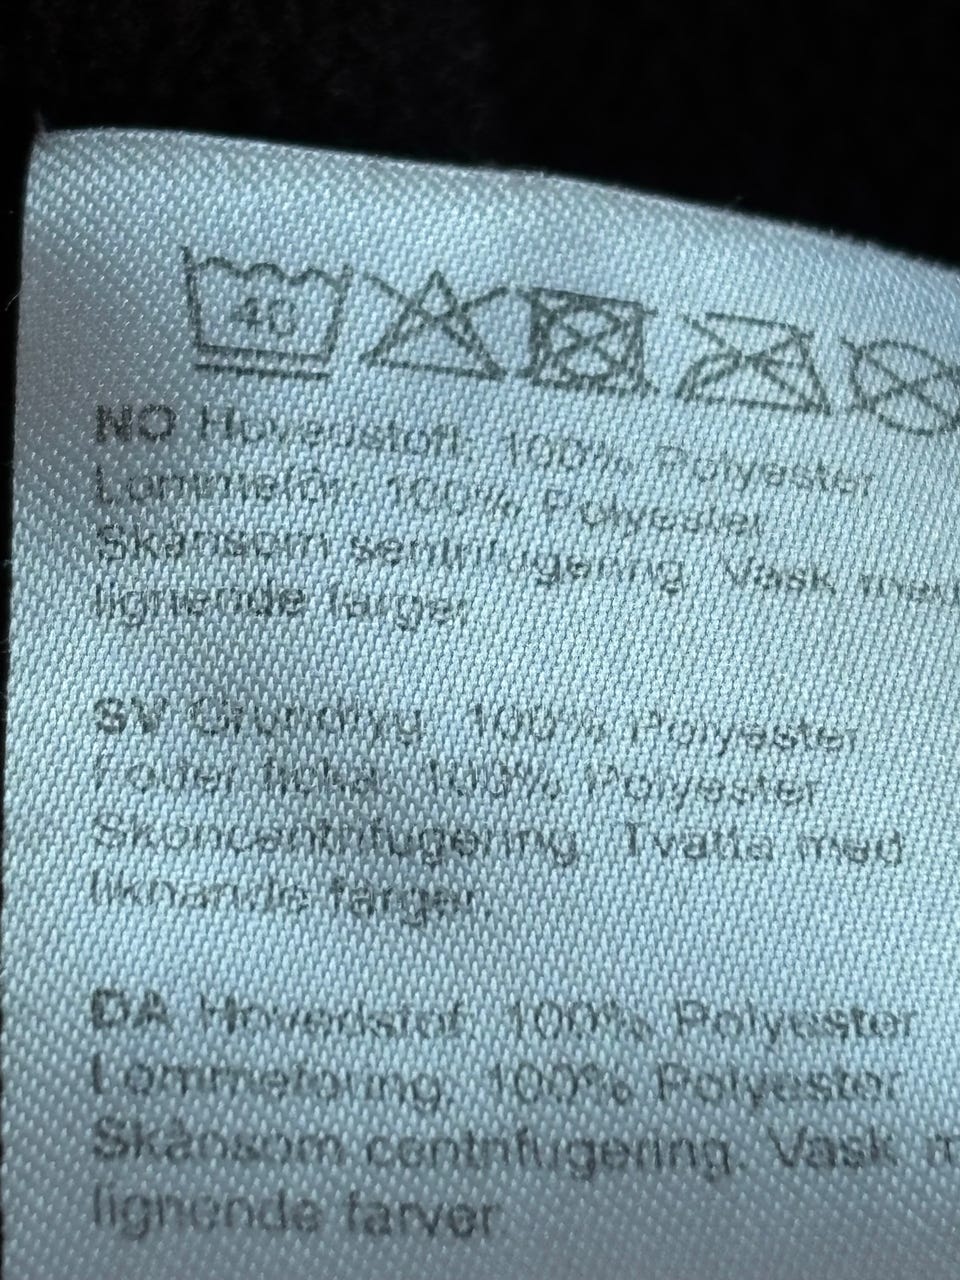 40
NO Hovedstoff: 100% Polyester
Lommefôr: 100% Polyester
Skånsom sentrifugering. Vask med
lignende farger
SV Grundtyg: 100% Polyester
Foder ficka: 100% Polyester
Skoncentrifugering. Tvätta med
liknande färger.
DA Hovedstof: 100% Polyester
Lommeforing: 100% Polyester
Skånsom centrifugering. Vask m
lignende farver